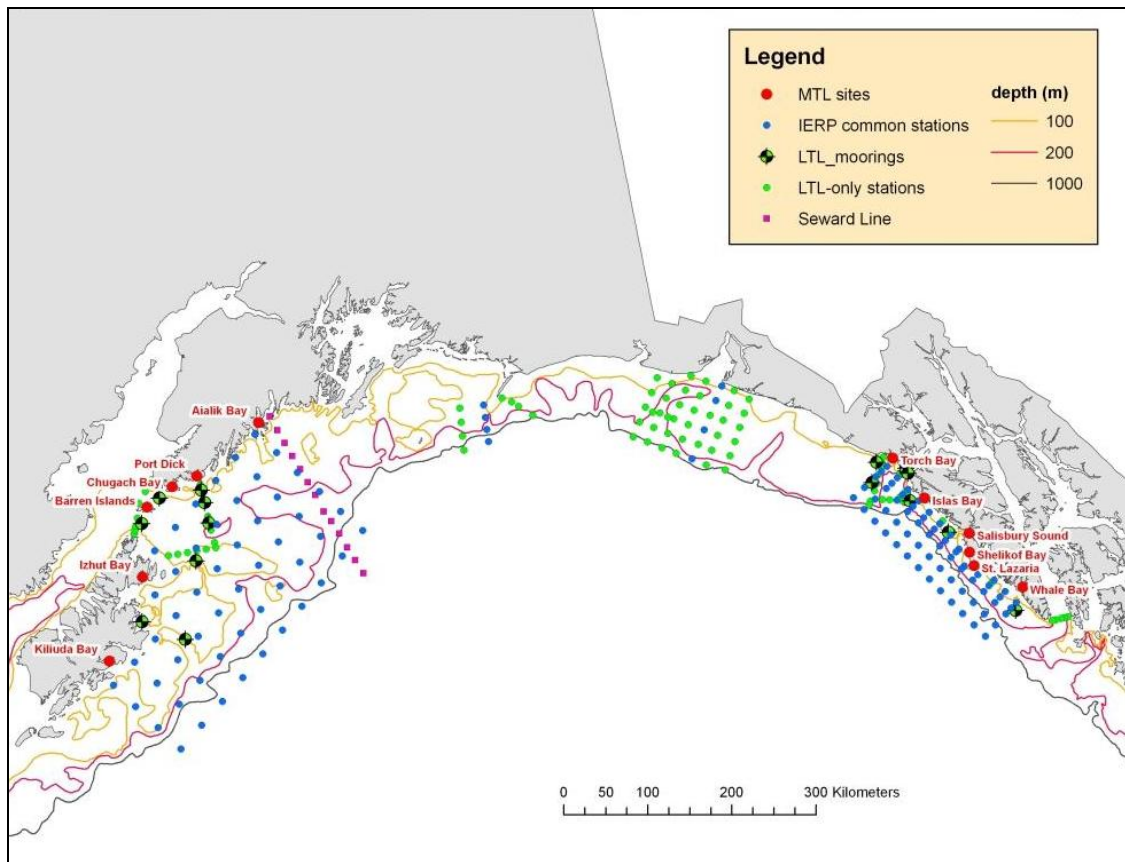 Legend
MTL sites
IERP common stations
LTL_moorings
LTL-only stations
Seward Line
depth (m)
100
200
1000
Aialik Bay
Port Dick
Chugach Bay
Barren Islands
Izhut Bay
Kiliuda Bay
Torch Bay
Islas Bay
Salisbury Sound
Shelikof Bay
St. Lazaria
Whale Bay
0 50 100 200 300 Kilometers